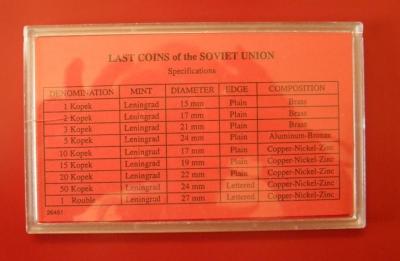 LAST COINS of the SOVIET UNION
Specifications
DENOMINATION MINT DIAMETER EDGE COMPOSITION
1 Kopek Leningrad 15 mm Plain Brass
2 Kopek Leningrad 17 mm Plain Brass
3 Kopek Leningrad 21 mm Plain Brass
5 Kopek Leningrad 24 mm Plain Aluminum-Bronze
10 Kopek Leningrad 17 mm Plain Copper-Nickel-Zinc
15 Kopek Leningrad 19 mm Plain Copper-Nickel-Zinc
20 Kopek Leningrad 22 mm Plain Copper-Nickel-Zinc
50 Kopek Leningrad 24 mm Lettered Copper-Nickel-Zinc
1 Rouble Leningrad 27 mm Lettered Copper-Nickel-Zinc
26451